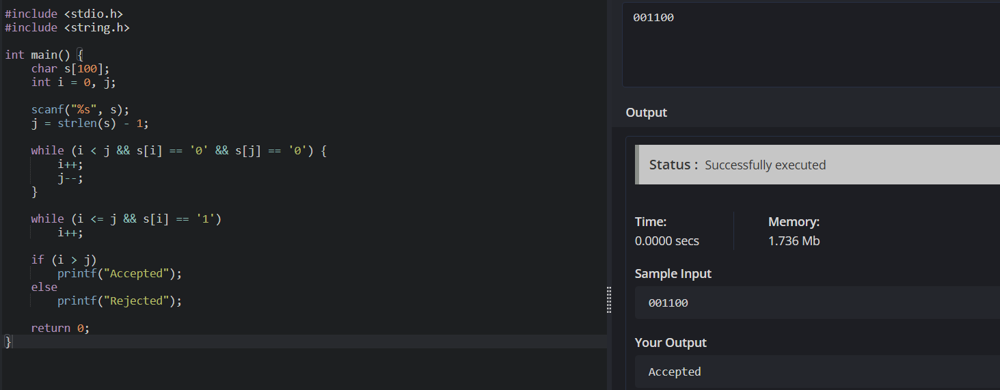 #include <stdio.h>
#include <string.h>
int main() {
    char s[100];
    int i = 0, j;
    scanf("%s", s);
    j = strlen(s) - 1;
    while (i < j && s[i] == '0' && s[j] == '0') {
        i++;
        j--;
    }
    while (i <= j && s[i] == '1')
        i++;
    if (i > j)
        printf("Accepted");
    else
        printf("Rejected");
    return 0;
}
001100
Output
Status : Successfully executed
Time: Memory:
0.0000 secs 1.736 Mb
Sample Input
001100
Your Output
Accepted